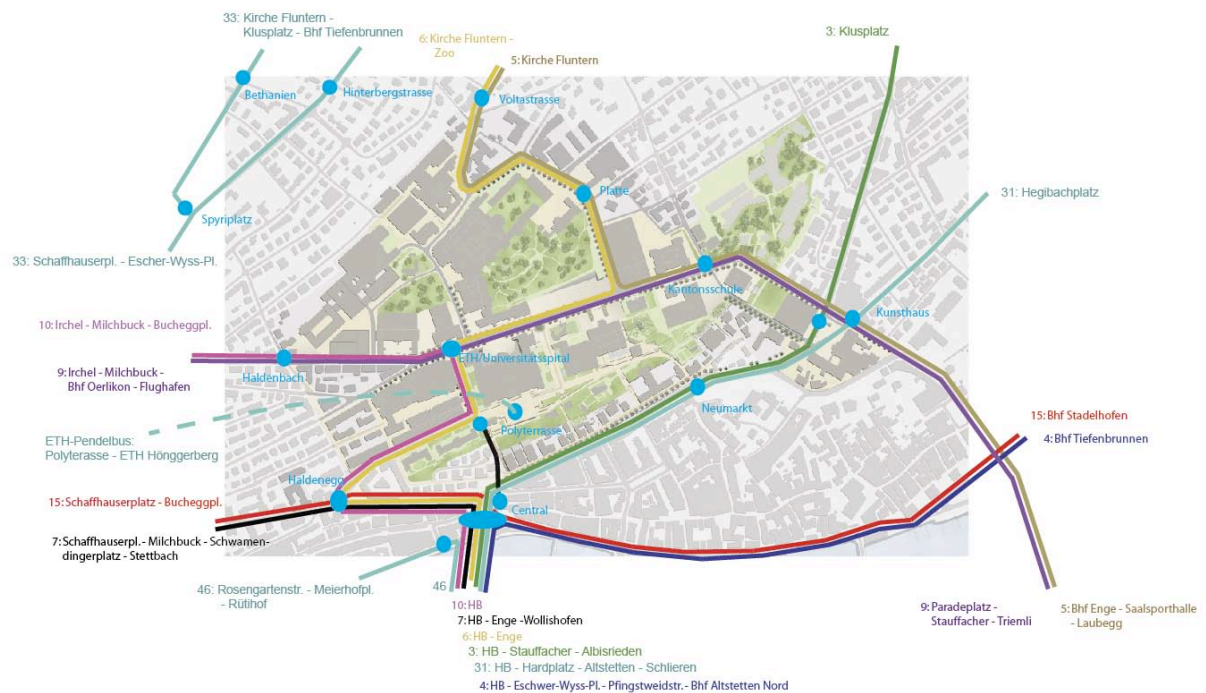 33: Kirche Fluntern -
Klusplatz - Bhf Tiefenbrunnen
6: Kirche Fluntern -
Zoo
5: Kirche Fluntern
3: Klusplatz
Bethanien
Hinterbergstrasse
Voltastrasse
Platte
31: Hegibachplatz
Spyriplatz
33: Schaffhauserpl. - Escher-Wyss-Pl.
Kantonsschule
Kunsthaus
10: Irchel - Milchbuck - Bucheggpl.
ETH/Universitätsspital
Haldenbach
9: Irchel - Milchbuck -
Bhf Oerlikon - Flughafen
Neumarkt
15: Bhf Stadelhofen
4: Bhf Tiefenbrunnen
Polyterrasse
ETH-Pendelbus:
Polyterasse - ETH Hönggerberg
Haldenegg
15: Schaffhauserplatz - Bucheggpl.
Central
7: Schaffhauserpl. - Milchbuck - Schwamen-
dingerplatz - Stettbach
46: Rosengartenstr. - Meierhofpl.
- Rütihof
46
10: HB
7: HB - Enge -Wollishofen
6: HB - Enge
3: HB - Stauffacher - Albisrieden
31: HB - Hardplatz - Altstetten - Schlieren
4: HB - Eschwer-Wyss-Pl. - Pfingstweidstr. - Bhf Altstetten Nord
9: Paradeplatz -
Stauffacher - Triemli
5: Bhf Enge - Saalsporthalle
- Laubegg